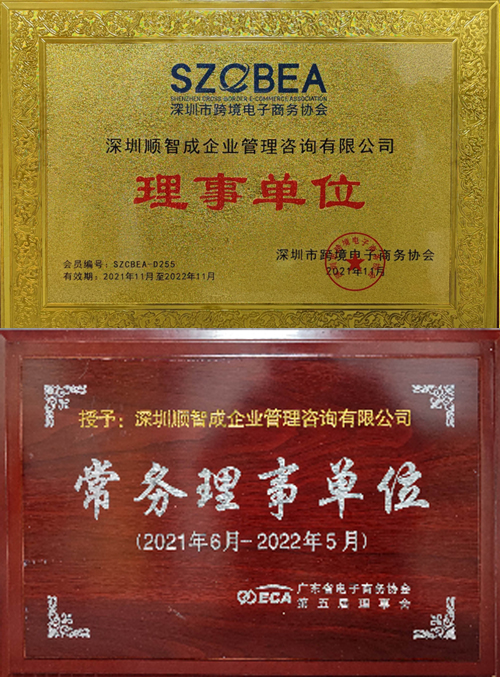 SZCBEA
SHENZHEN CROSS-BORDER E-COMMERCE ASSOCIATION
深圳市跨境电子商务协会
深圳顺智成企业管理咨询有限公司
理事单位
会员编号：SZCBEA-D255
有效期：2021年11月至2022年11月
深圳市跨境电子商务协会
2021年11月
授予：深圳顺智成企业管理咨询有限公司
常务理事单位
(2021年6月-2022年5月)
ECA 广东省电子商务协会
第五届理事会